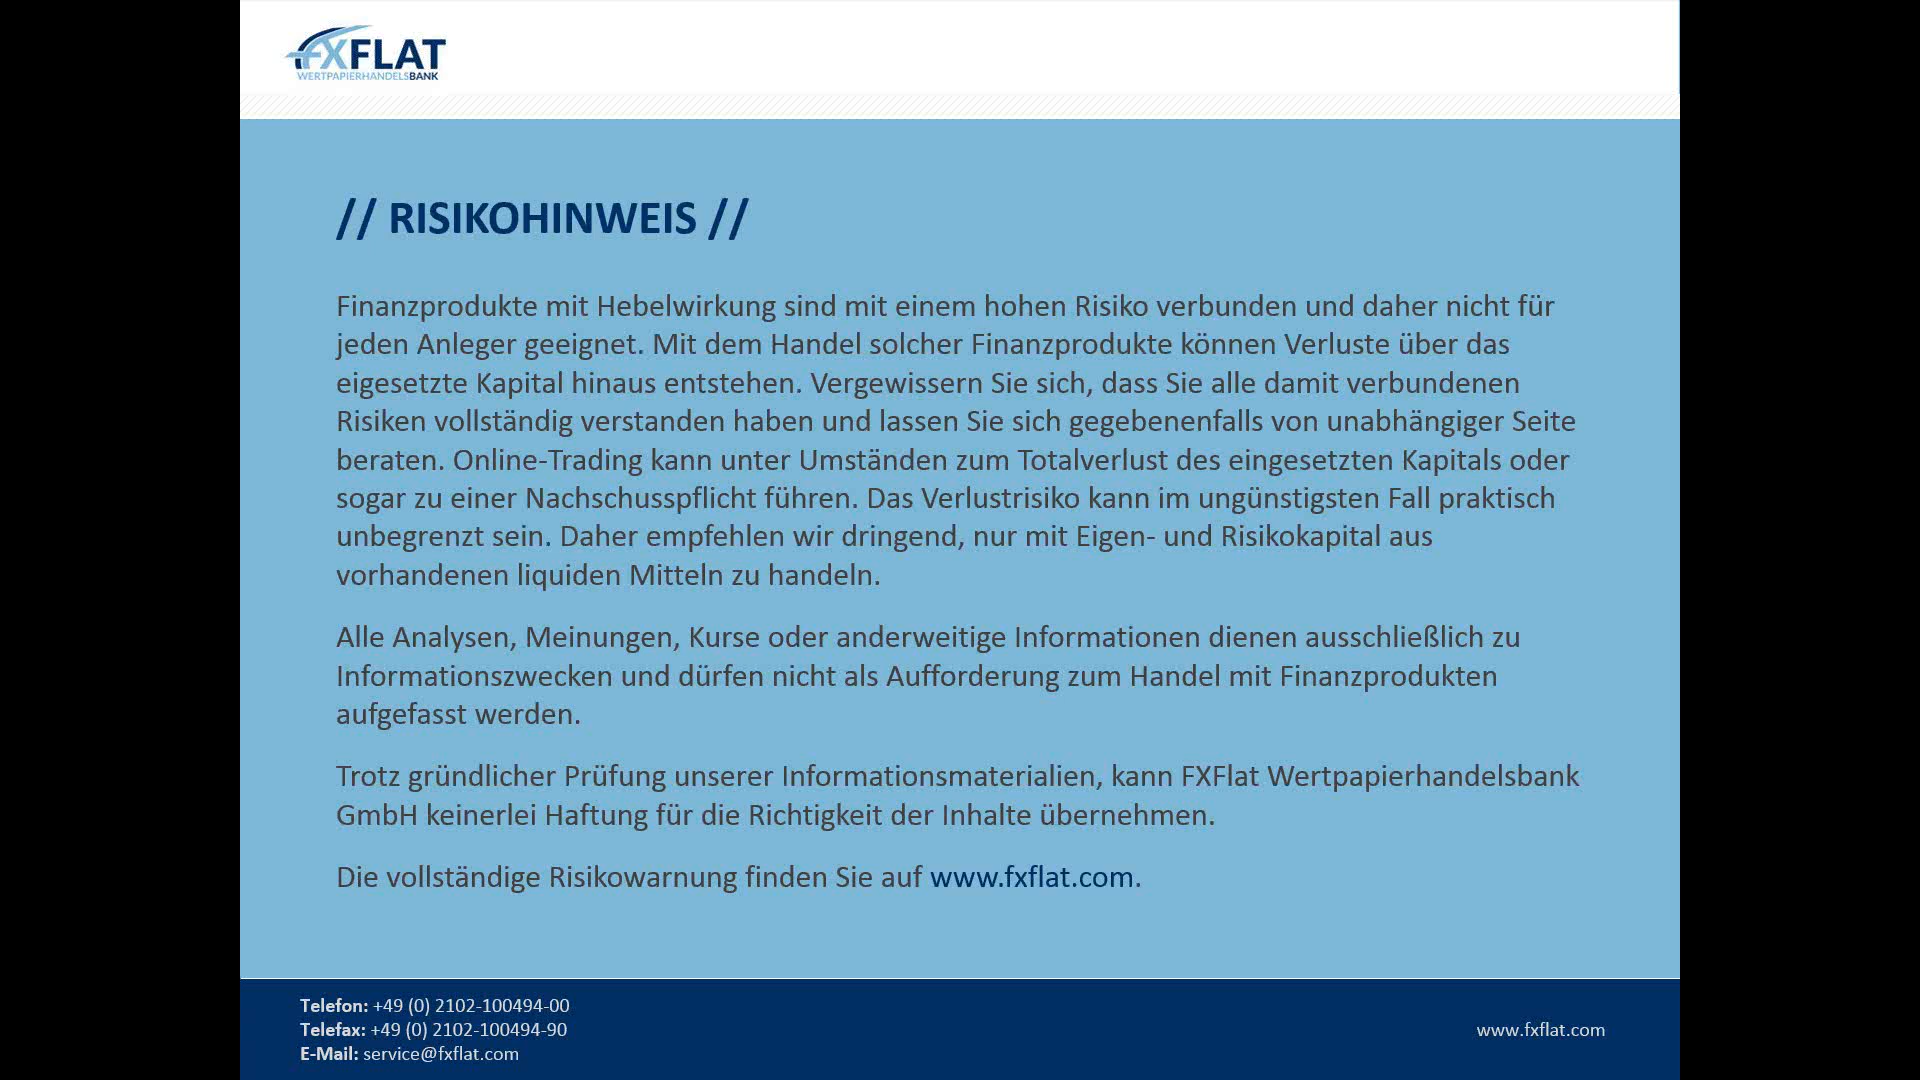 FXFLAT
WERTPAPIERHANDELSBANK
// RISIKOHINWEIS //
Finanzprodukte mit Hebelwirkung sind mit einem hohen Risiko verbunden und daher nicht für
jeden Anleger geeignet. Mit dem Handel solcher Finanzprodukte können Verluste über das
eigesetzte Kapital hinaus entstehen. Vergewissern Sie sich, dass Sie alle damit verbundenen
Risiken vollständig verstanden haben und lassen Sie sich gegebenenfalls von unabhängiger Seite
beraten. Online-Trading kann unter Umständen zum Totalverlust des eingesetzten Kapitals oder
sogar zu einer Nachschusspflicht führen. Das Verlustrisiko kann im ungünstigsten Fall praktisch
unbegrenzt sein. Daher empfehlen wir dringend, nur mit Eigen- und Risikokapital aus
vorhandenen liquiden Mitteln zu handeln.
Alle Analysen, Meinungen, Kurse oder anderweitige Informationen dienen ausschließlich zu
Informationszwecken und dürfen nicht als Aufforderung zum Handel mit Finanzprodukten
aufgefasst werden.
Trotz gründlicher Prüfung unserer Informationsmaterialien, kann FXFlat Wertpapierhandelsbank
GmbH keinerlei Haftung für die Richtigkeit der Inhalte übernehmen.
Die vollständige Risikowarnung finden Sie auf www.fxflat.com.
Telefon: +49 (0) 2102-100494-00
Telefax: +49 (0) 2102-100494-90
E-Mail: service@fxflat.com
www.fxflat.com